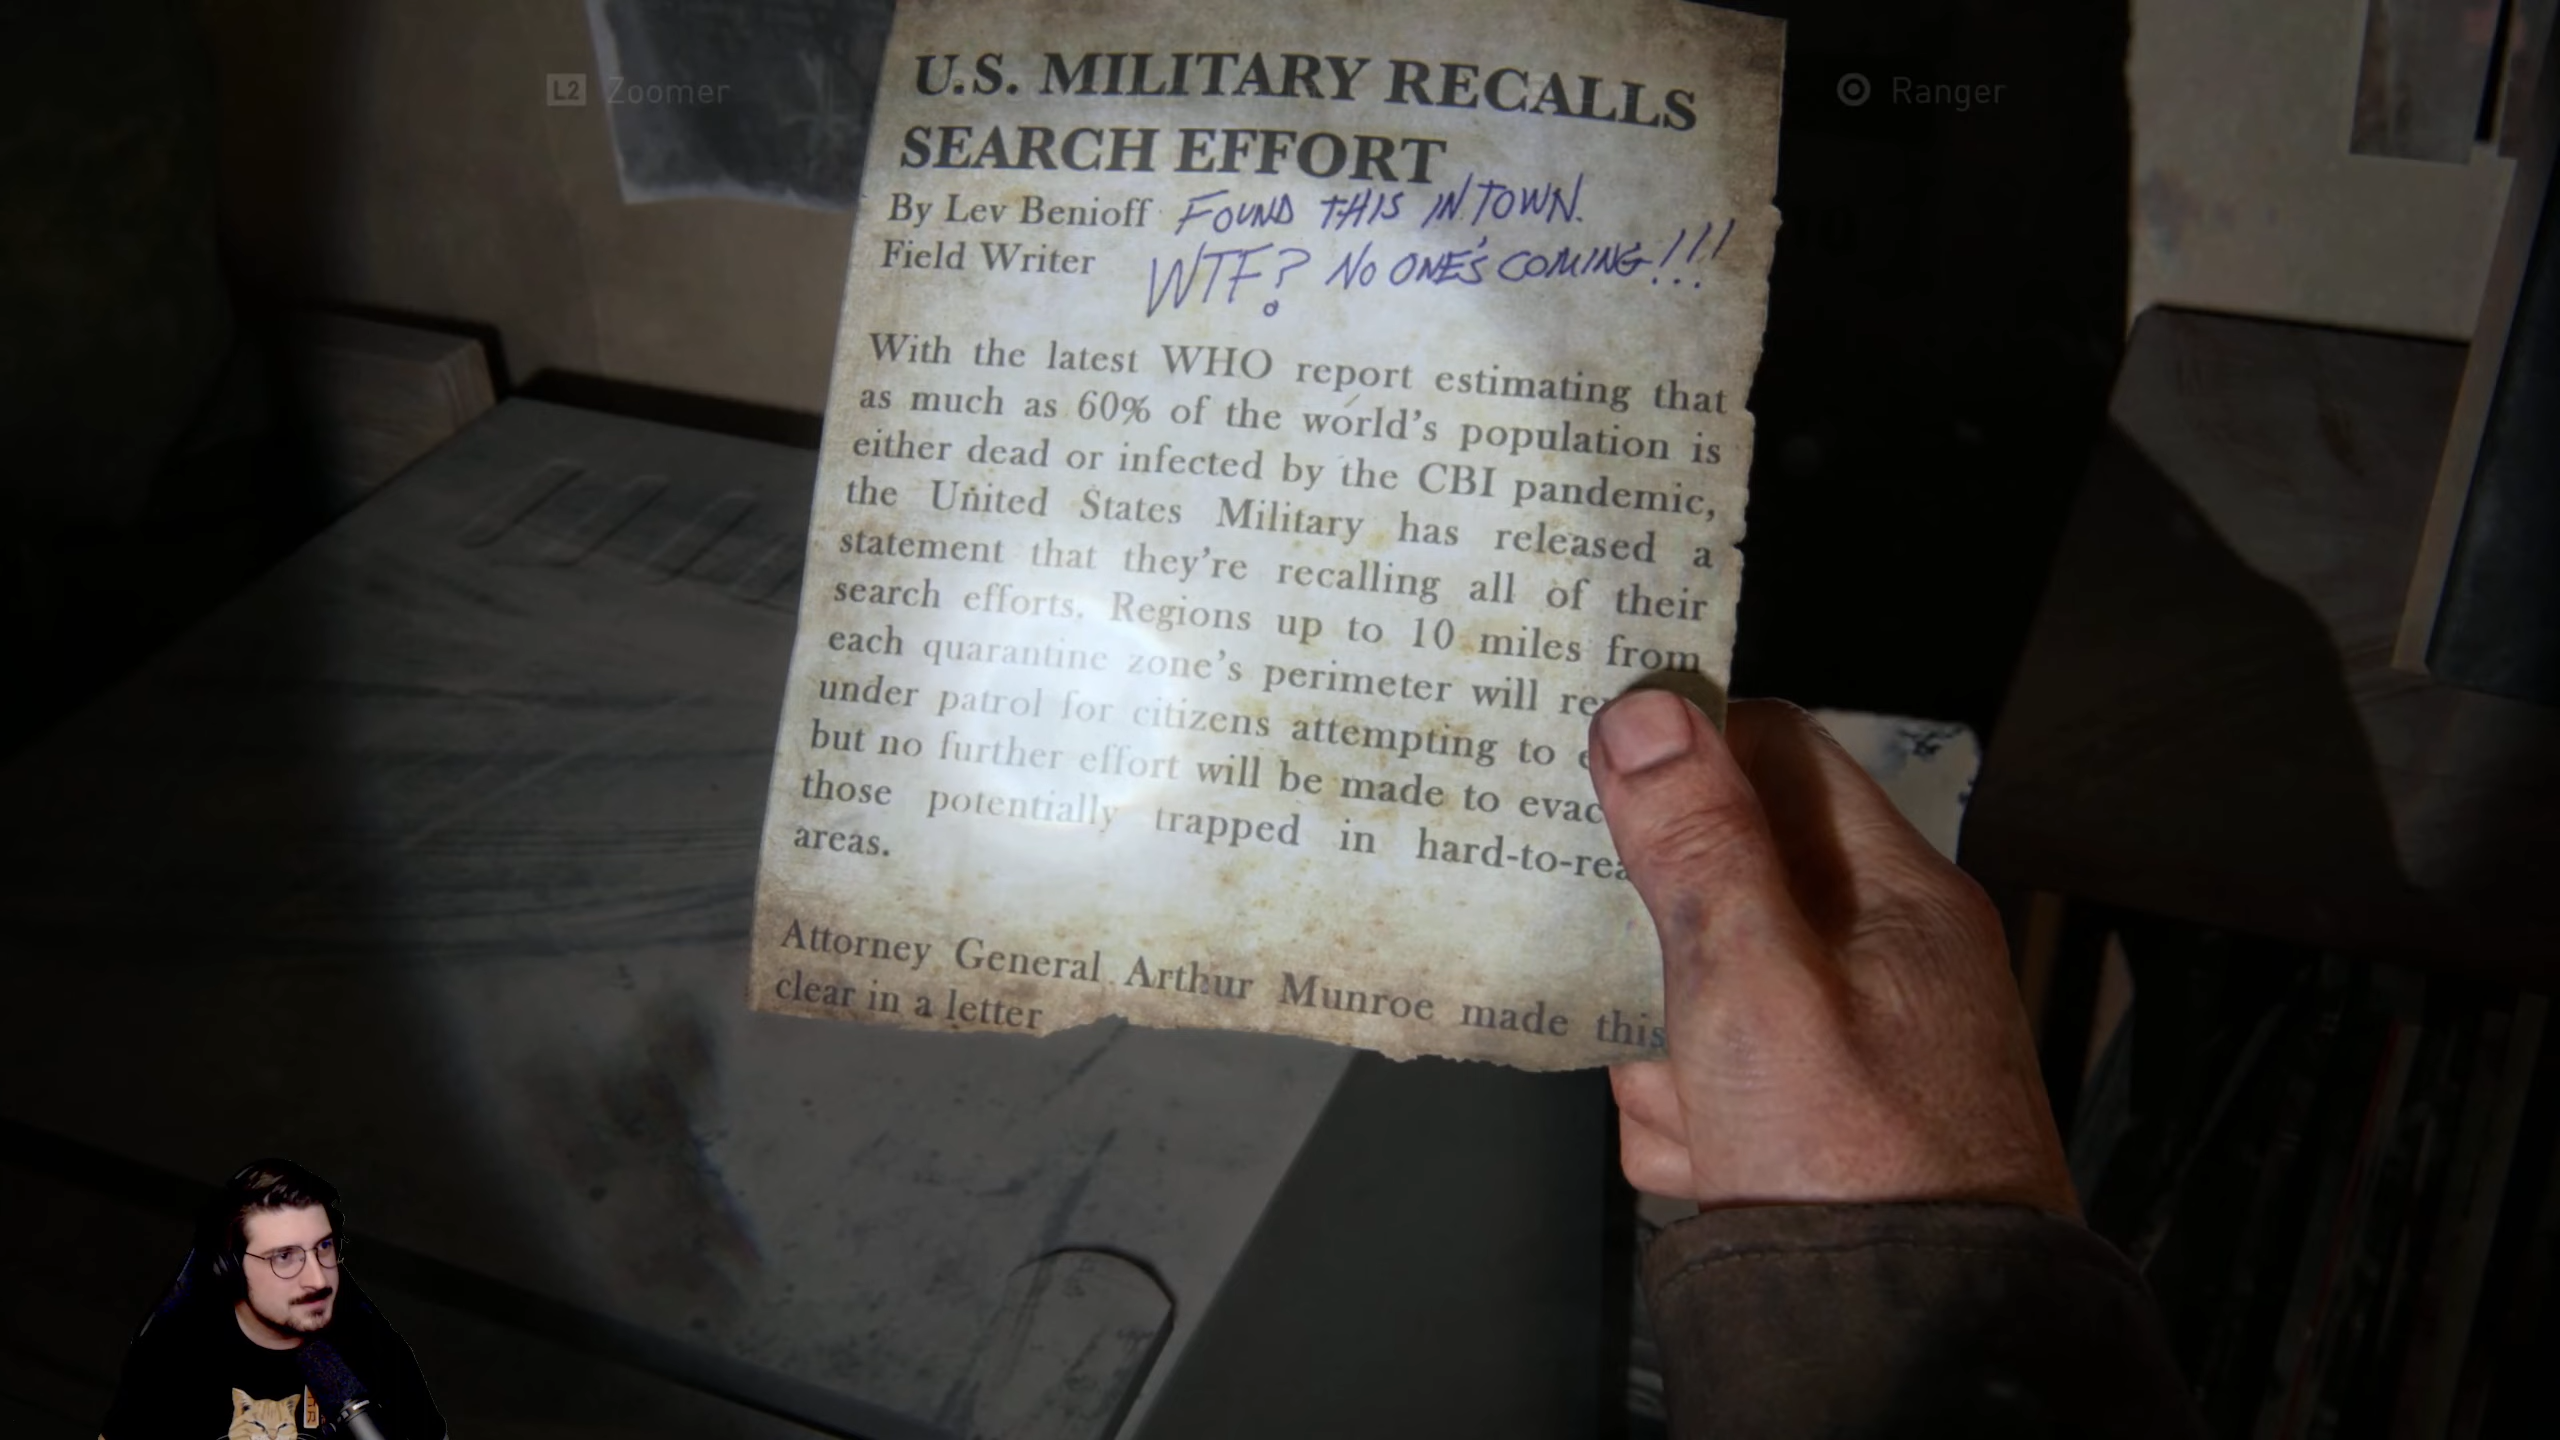 L2 Zoomer
Ranger
U.S. MILITARY RECALLS
SEARCH EFFORT
By Lev Benioff FOUND THIS IN TOWN.
Field Writer WTF? NO ONE'S COMING!!!
With the latest WHO report estimating that
as much as 60% of the world's population is
either dead or infected by the CBI pandemic,
the United States Military has released a
statement that they're recalling all of their
search efforts. Regions up to 10 miles from
each quarantine zone's perimeter will
under patrol for citizens attempting to
but no further effort will be made to
those potentially trapped in
areas.
Attorney General Arthur Munroe made this
clear in a letter